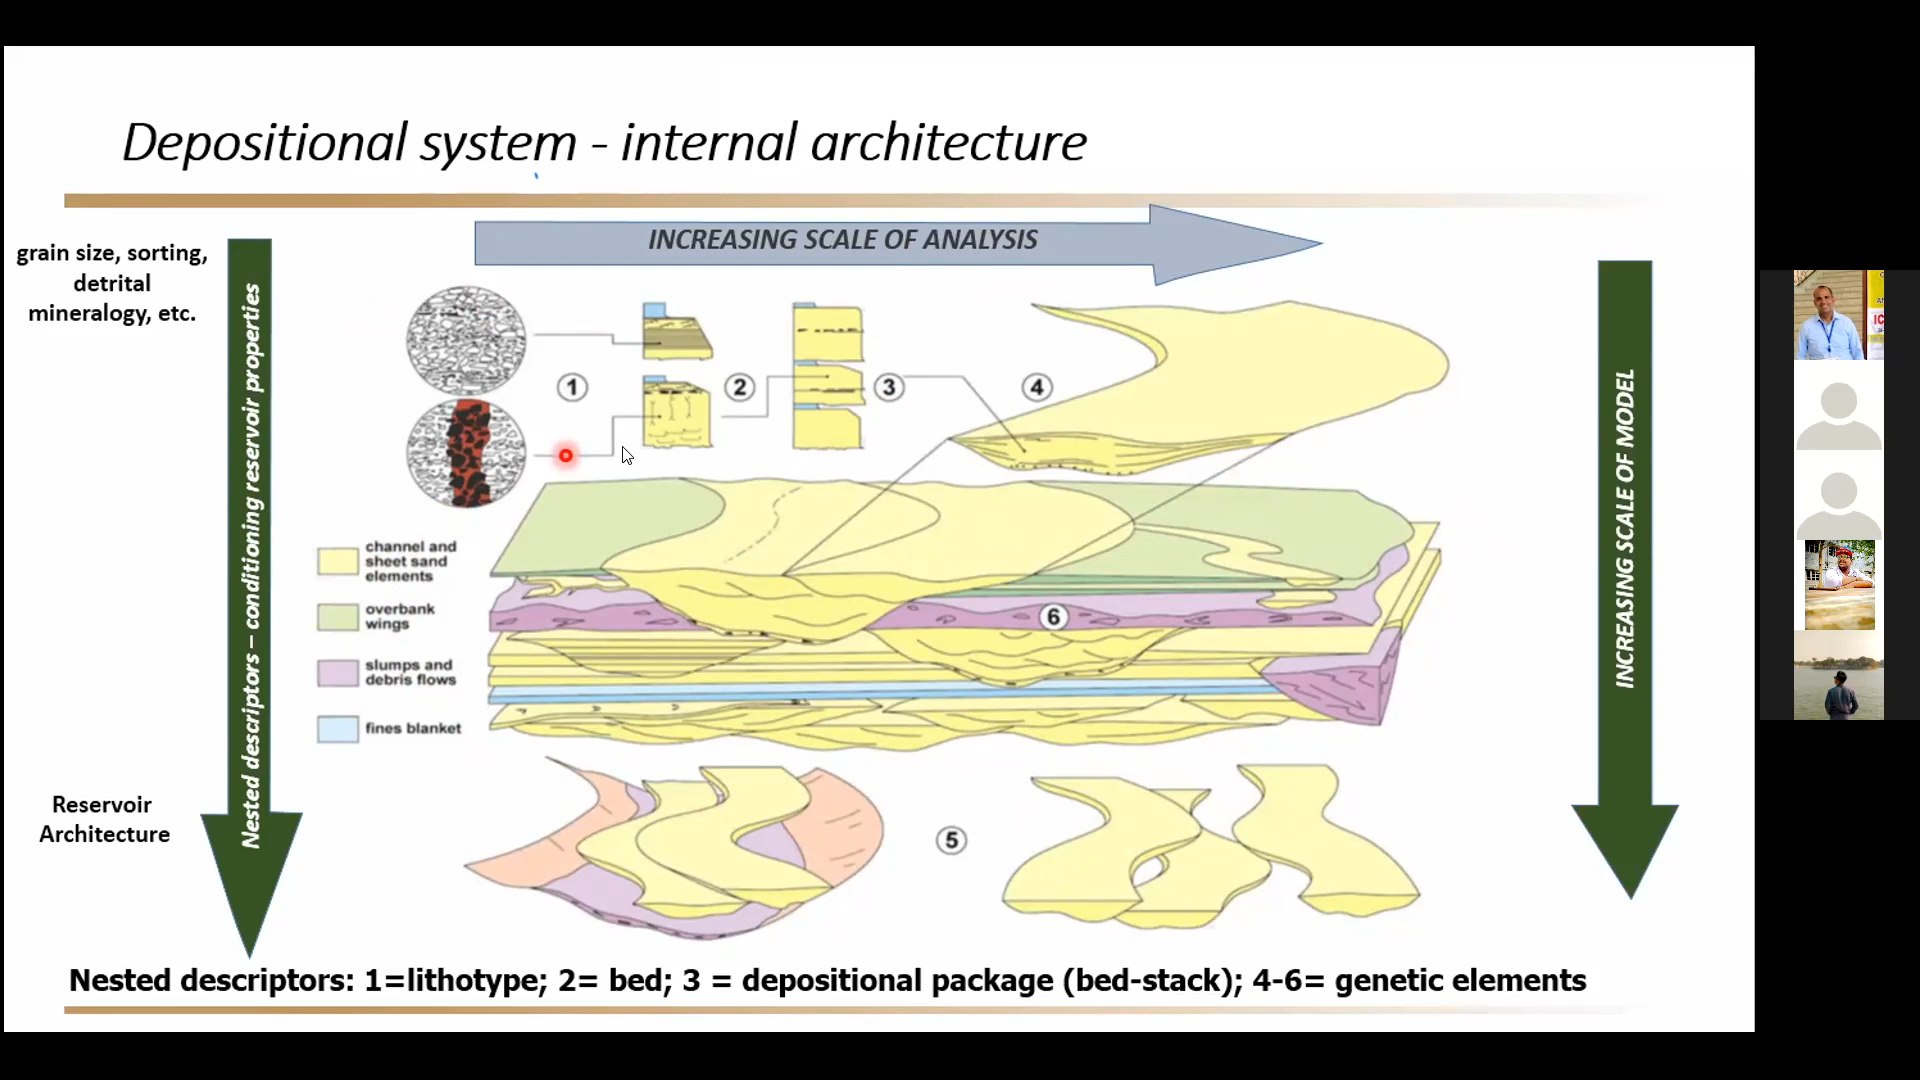 Depositional system - internal architecture
INCREASING SCALE OF ANALYSIS
grain size, sorting,
detrital
mineralogy, etc.
Nested descriptors – conditioning reservoir properties
INCREASING SCALE OF MODEL
1
2
3
4
channel and
sheet sand
elements
overbank
wings
6
slumps and
debris flows
fines blanket
Reservoir
Architecture
5
Nested descriptors: 1=lithotype; 2= bed; 3 = depositional package (bed-stack); 4-6= genetic elements
IC